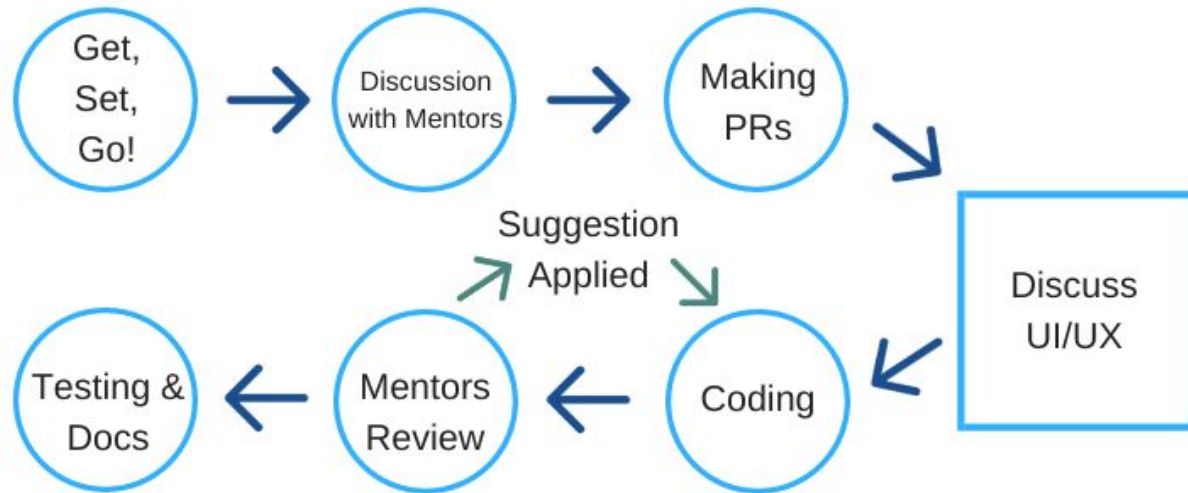 Get,
Set,
Go!
Discussion
with Mentors
Making
PRs
Discuss
UI/UX
Suggestion
Applied
Coding
Mentors
Review
Testing &
Docs